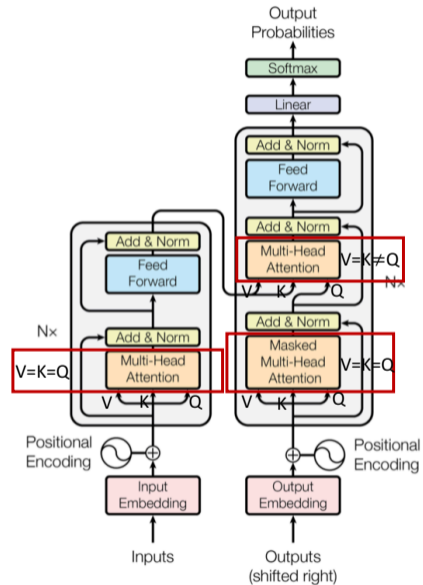 Output
Probabilities
Softmax
Linear
Add & Norm
Feed
Forward
Add & Norm
Multi-Head
Attention
V=K≠Q
V
K
Q
Nx
Add & Norm
Masked
Multi-Head
Attention
V=K=Q
V
K
Q
Add & Norm
Feed
Forward
Nx
Add & Norm
Multi-Head
Attention
V=K=Q
V
K
Q
Positional
Encoding
Positional
Encoding
Input
Embedding
Output
Embedding
Inputs
Outputs
(shifted right)